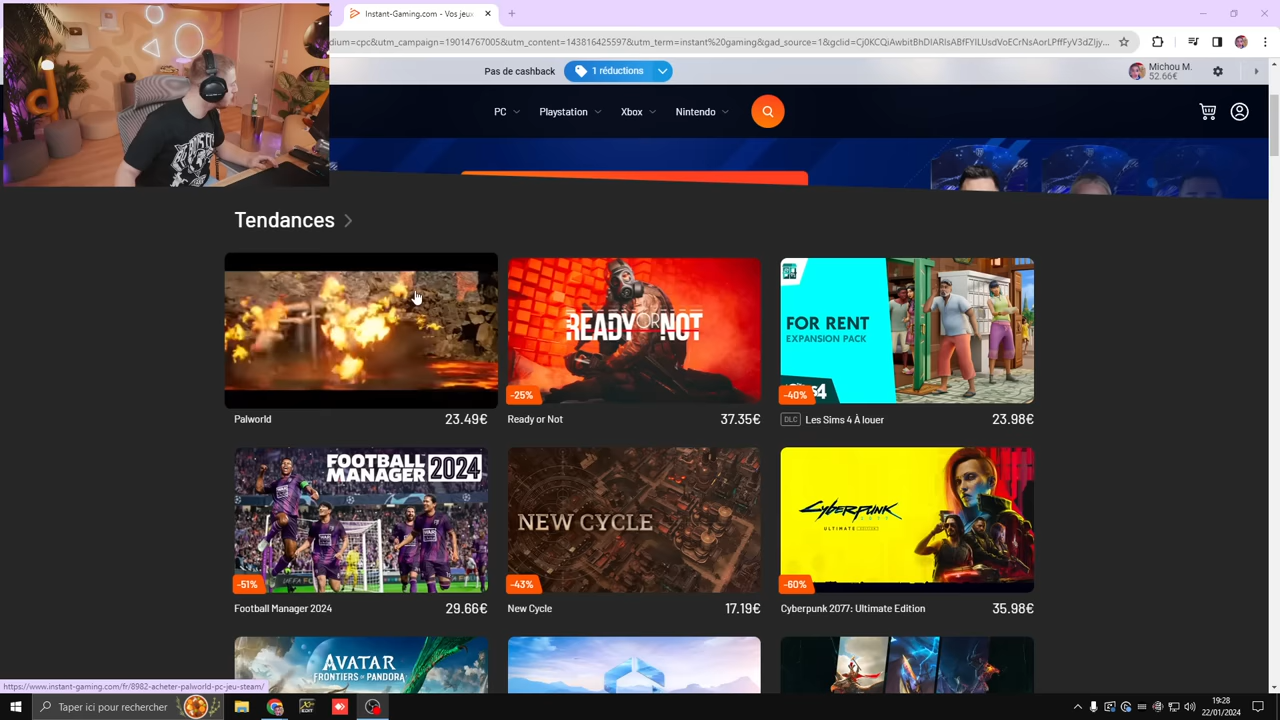 Instant-Gaming.com - Vos jeux
dium=cpc&utm_campaign=19014767005&utm_content=143816425597&utm_term=instant%20gaming&gad_source=1&gclid=
Pas de cashback
1 réductions
Michou M.
52.66€
PC
Playstation
Xbox
Nintendo
Tendances
READY OR NOT
FOR RENT
EXPANSION PACK
-25%
-40%
4
Palworld
23.49€
Ready or Not
37.35€
DLC
Les Sims 4 À louer
23.98€
FOOTBALL
MANAGER 2024
NEW CYCLE
CYBERPUNK
ULTIMATE EDITION
-51%
-43%
-60%
Football Manager 2024
29.66€
New Cycle
17.19€
Cyberpunk 2077: Ultimate Edition
35.98€
AVATAR
FRONTIERS OF PANDORA
https://www.instant-gaming.com/fr/8982-acheter-palworld-pc-jeu-steam/
Taper ici pour rechercher
19:28
22/01/2024